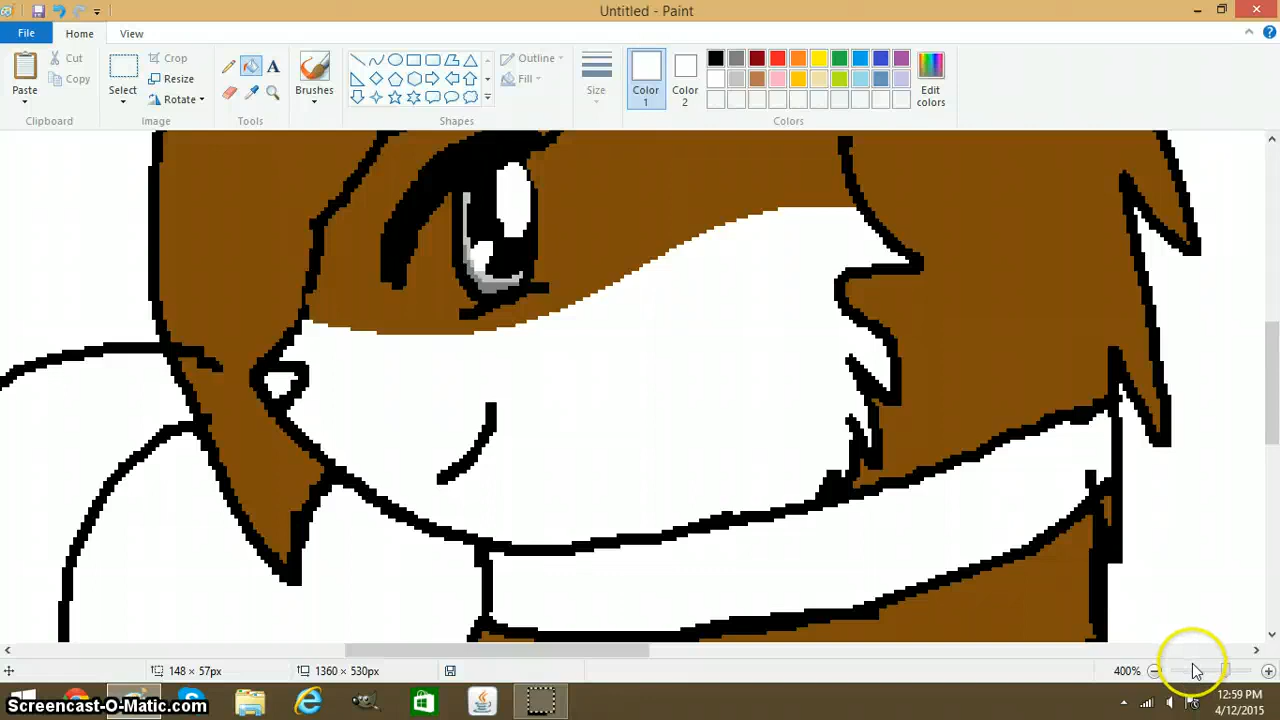 Untitled - Paint
File Home View
Cut
Copy
Paste
Clipboard
Crop
Resize
Rotate
Select
Image
A
Tools
Brushes
Outline
Fill
Shapes
Size
Color 1
Color 2
Edit colors
Colors
148 × 57px
1360 × 530px
400%
Screencast-O-Matic.com
12:59 PM
4/12/2015